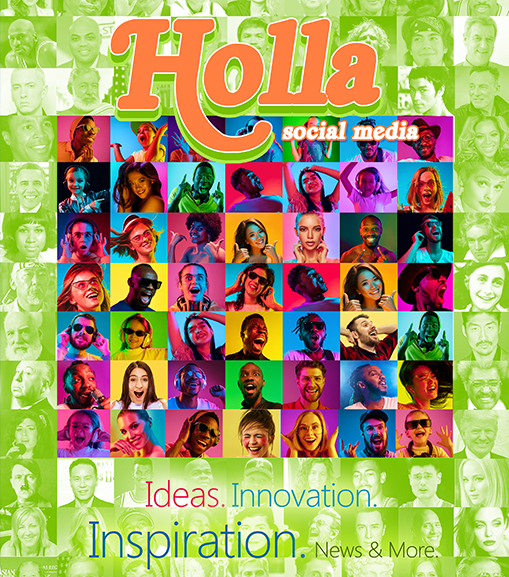 Holla
social media
Ideas. Innovation.
Inspiration. News & More.